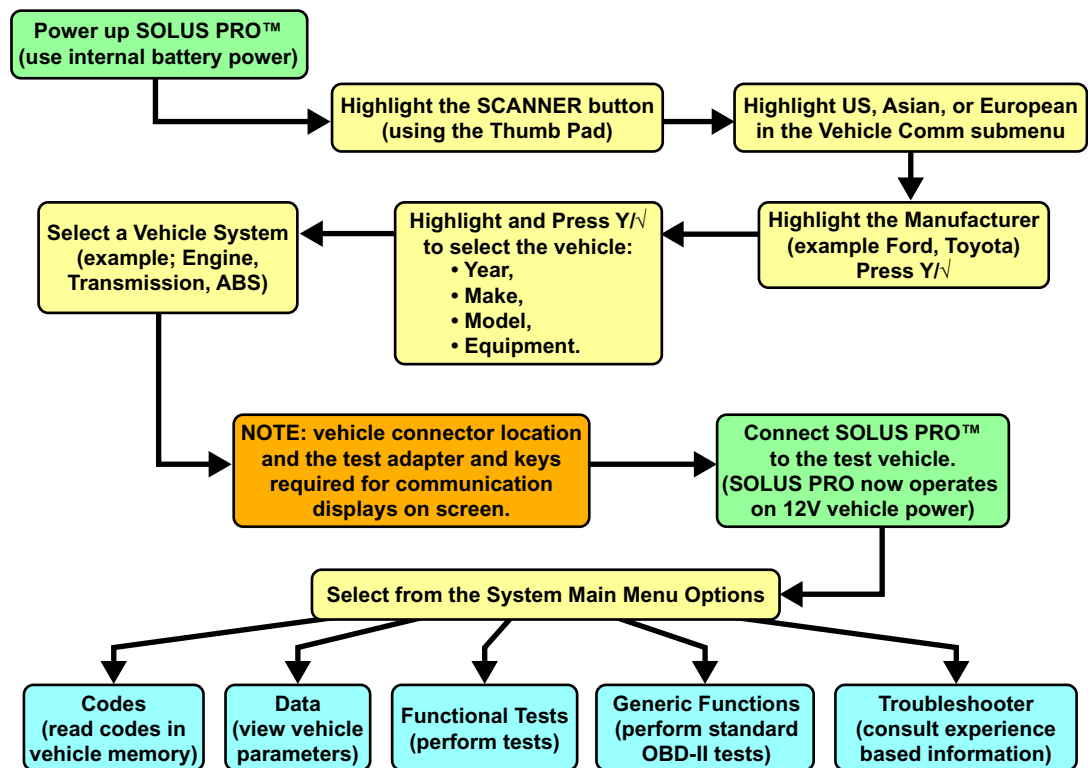 Power up SOLUS PRO™
(use internal battery power)
Highlight the SCANNER button
(using the Thumb Pad)
Highlight US, Asian, or European
in the Vehicle Comm submenu
Highlight the Manufacturer
(example Ford, Toyota)
Press Y/√
Highlight and Press Y/√
to select the vehicle:
• Year,
• Make,
• Model,
• Equipment.
Select a Vehicle System
(example; Engine,
Transmission, ABS)
NOTE: vehicle connector location
and the test adapter and keys
required for communication
displays on screen.
Connect SOLUS PRO™
to the test vehicle.
(SOLUS PRO now operates
on 12V vehicle power)
Select from the System Main Menu Options
Codes
(read codes in
vehicle memory)
Data
(view vehicle
parameters)
Functional Tests
(perform tests)
Generic Functions
(perform standard
OBD-II tests)
Troubleshooter
(consult experience
based information)